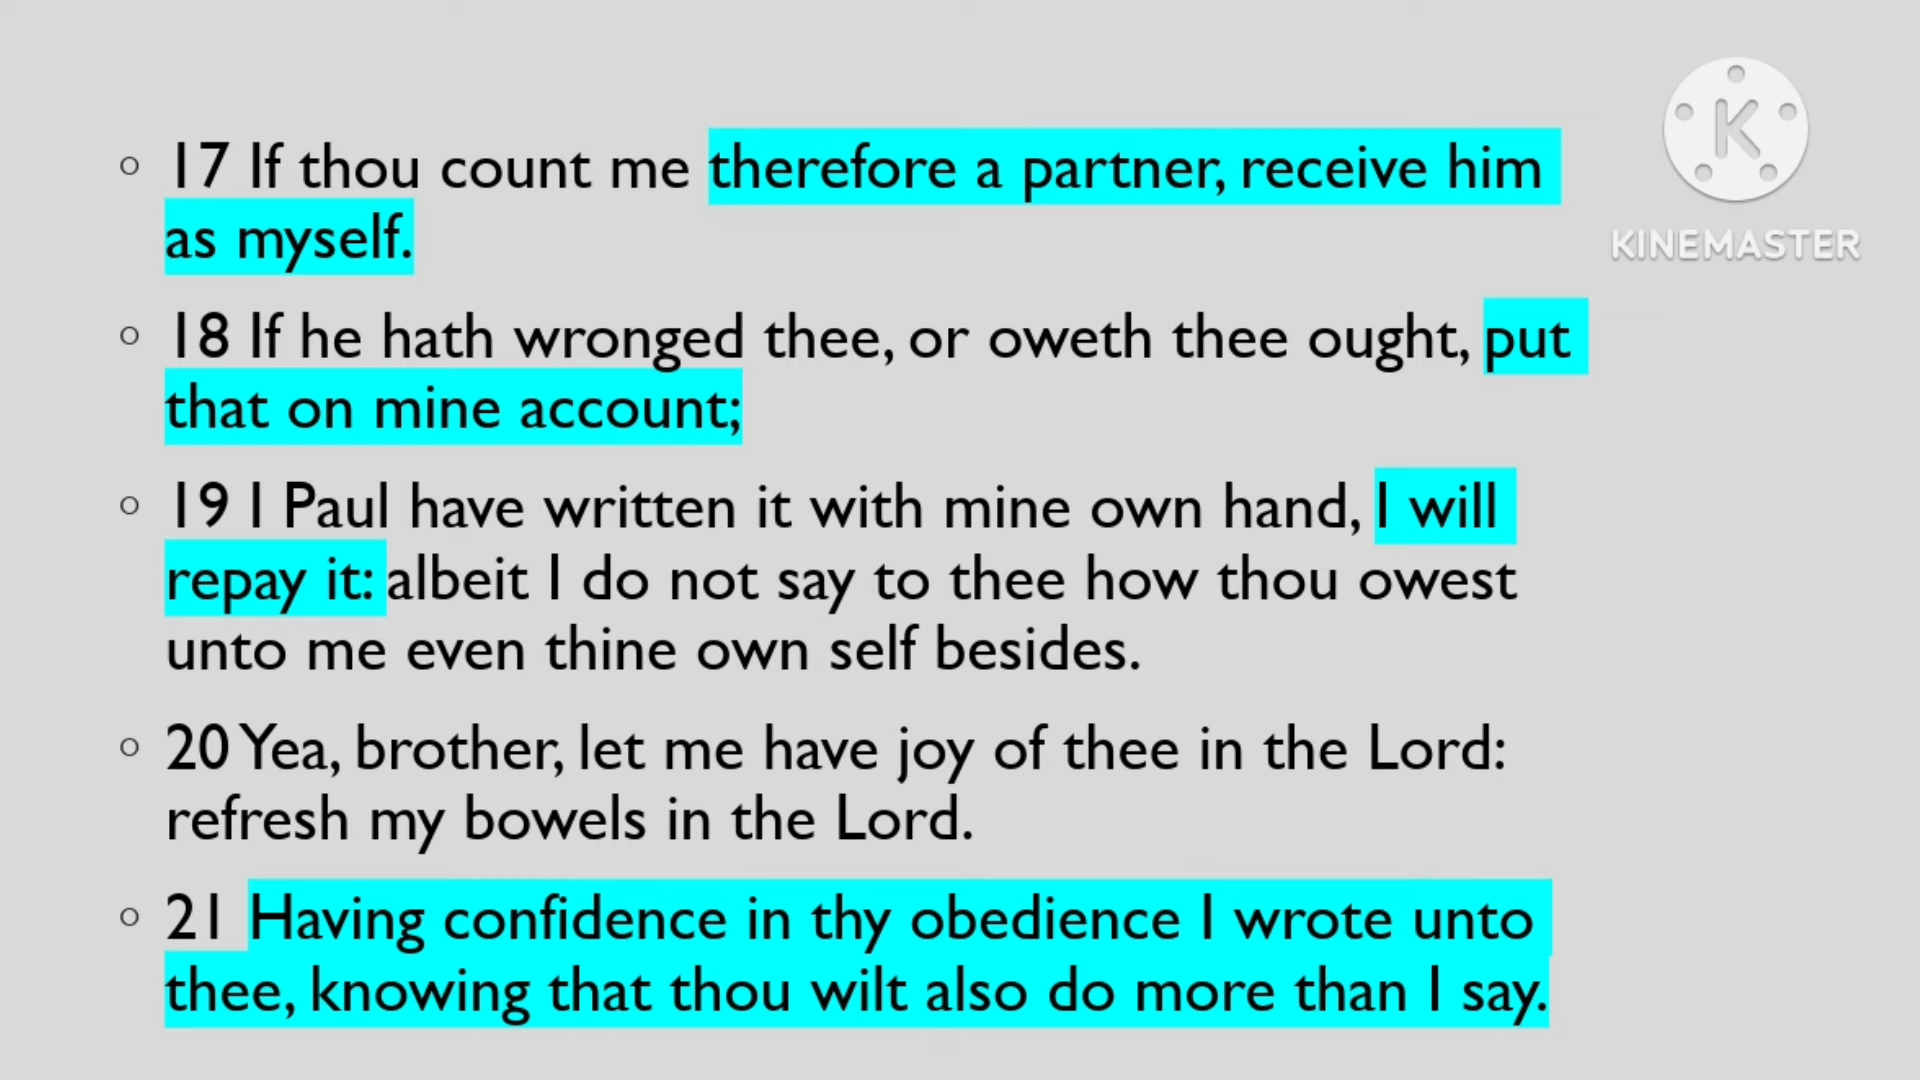 17 If thou count me therefore a partner, receive him
as myself.
18 If he hath wronged thee, or oweth thee ought, put
that on mine account;
19 I Paul have written it with mine own hand, I will
repay it: albeit I do not say to thee how thou owest
unto me even thine own self besides.
20 Yea, brother, let me have joy of thee in the Lord:
refresh my bowels in the Lord.
21 Having confidence in thy obedience I wrote unto
thee, knowing that thou wilt also do more than I say.
K
KINEMASTER